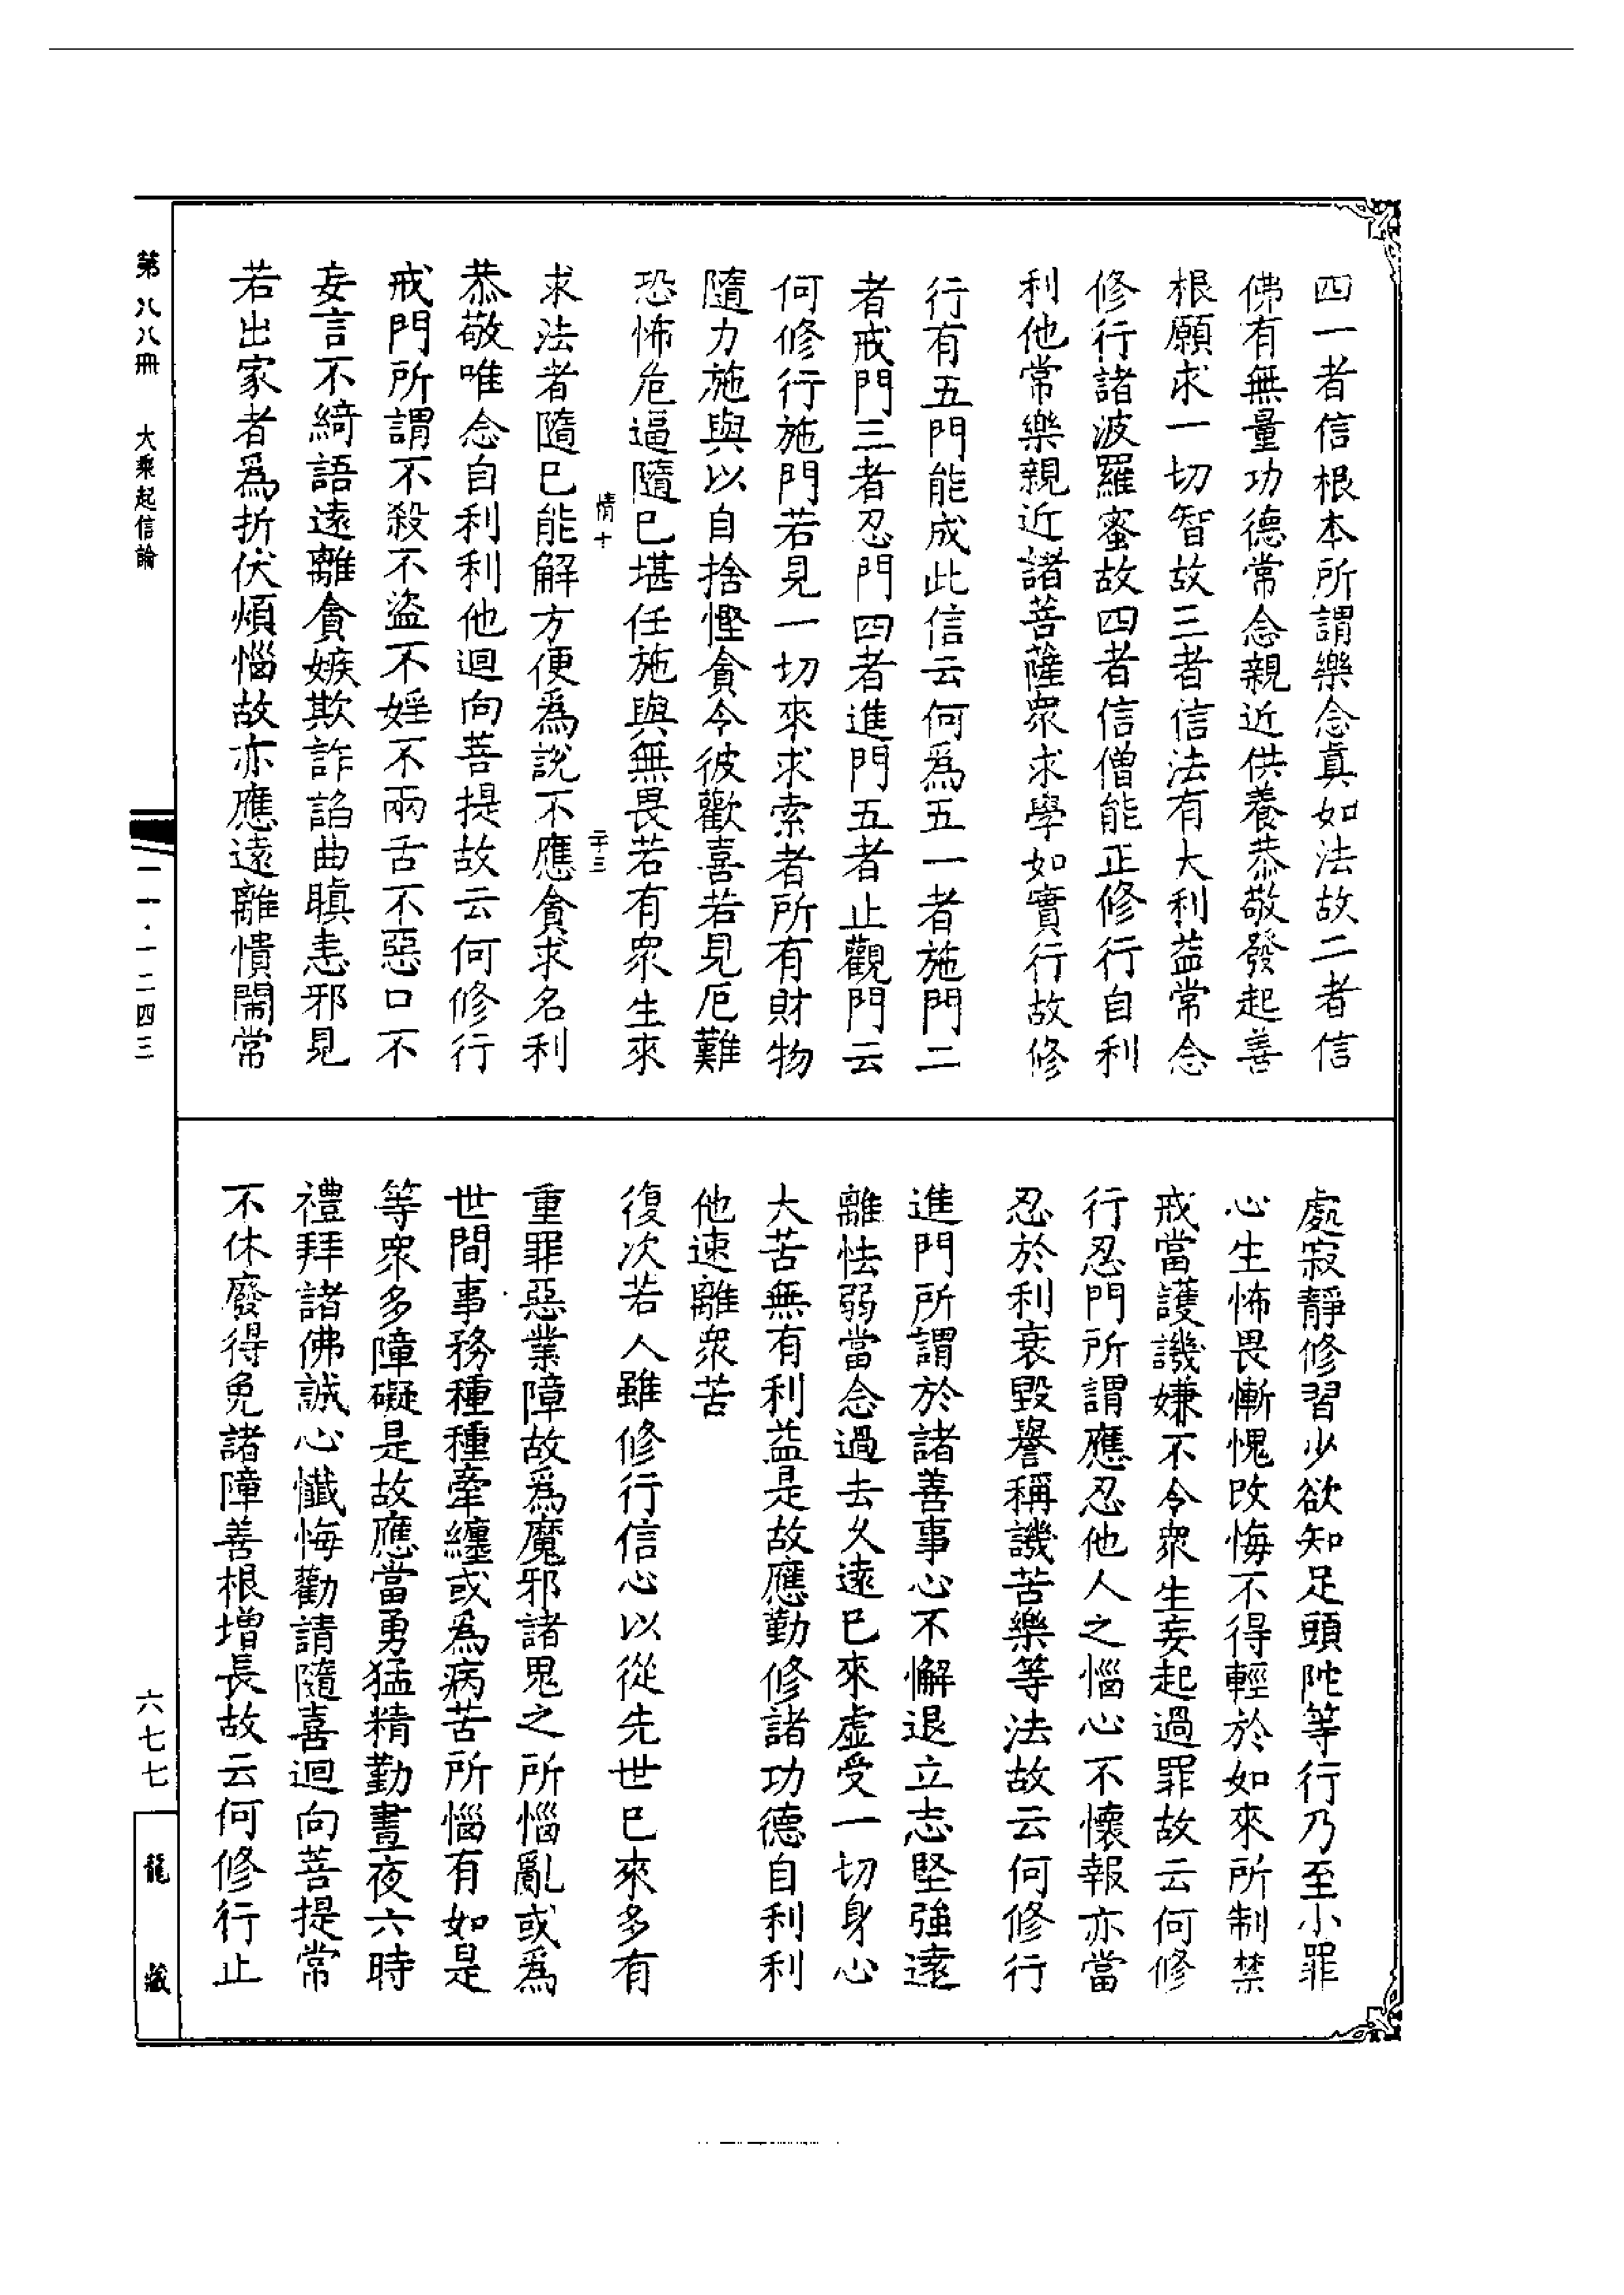 四一者信根本所謂樂念真如法故二者信
佛有無量功德常念親近供養恭敬發起善
根願求一切智故三者信法有大利益常念
修行諸波羅蜜故四者信僧能正修行自利
利他常樂親近諸菩薩眾求學如實行故修
行有五門能成此信云何爲五一者施門二
者戒門三者忍門四者進門五者止觀門云
何修行施門若見一切來求索者所有財物
隨力施與以自捨慳貪令彼歡喜若見厄難
恐怖危逼隨已堪任施與無畏若有眾生來
情十
二十三
求法者隨已能解方便爲說不應貪求名利
恭敬唯念自利利他迴向菩提故云何修行
戒門所謂不殺不盜不婬不兩舌不惡口不
妄言不綺語遠離貪嫉欺詐諂曲瞋恚邪見
若出家者爲折伏煩惱故亦應遠離憒閙常
處寂靜修習少欲知足頭陀等行乃至小罪
心生怖畏慚愧改悔不得輕於如來所制禁
戒當護譏嫌不令眾生妄起過罪故云何修
行忍門所謂應忍他人之惱心不懷報亦當
忍於利衰毀譽稱譏苦樂等法故云何修行
進門所謂於諸善事心不懈退立志堅強遠
離怯弱當念過去久遠已來虛受一切身心
大苦無有利益是故應勤修諸功德自利利
他速離眾苦
復次若人雖修行信心以從先世已來多有
重罪惡業障故爲魔邪諸鬼之所惱亂或爲
世間事務種種牽纏或爲病苦所惱有如是
等眾多障礙是故應當勇猛精勤晝夜六時
禮拜諸佛誠心懺悔勸請隨喜迴向菩提常
不休廢得免諸障善根增長故云何修行止
第八八冊　大乘起信論
一一·一二四三
六七七
龍藏